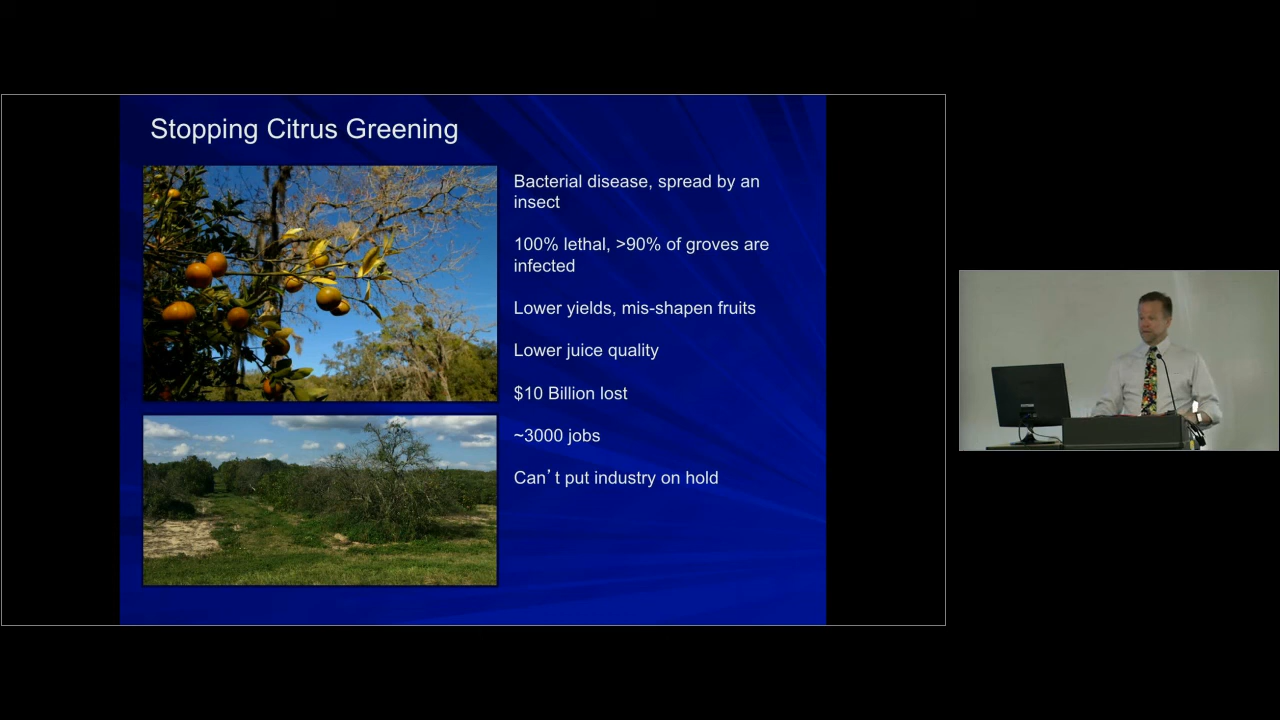 Stopping Citrus Greening
Bacterial disease, spread by an
insect
100% lethal, >90% of groves are
infected
Lower yields, mis-shapen fruits
Lower juice quality
$10 Billion lost
~3000 jobs
Can’t put industry on hold